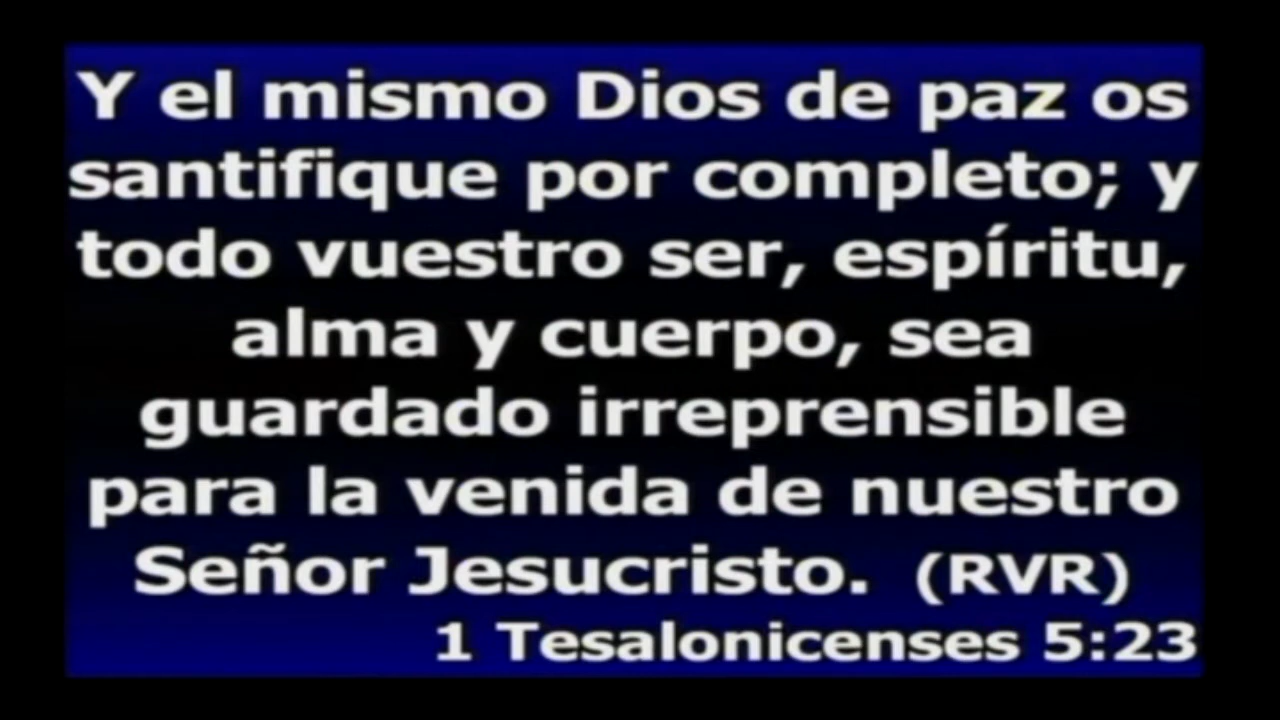 Y el mismo Dios de paz os
santifique por completo; y
todo vuestro ser, espíritu,
alma y cuerpo, sea
guardado irreprensible
para la venida de nuestro
Señor Jesucristo. (RVR)
1 Tesalonicenses 5:23